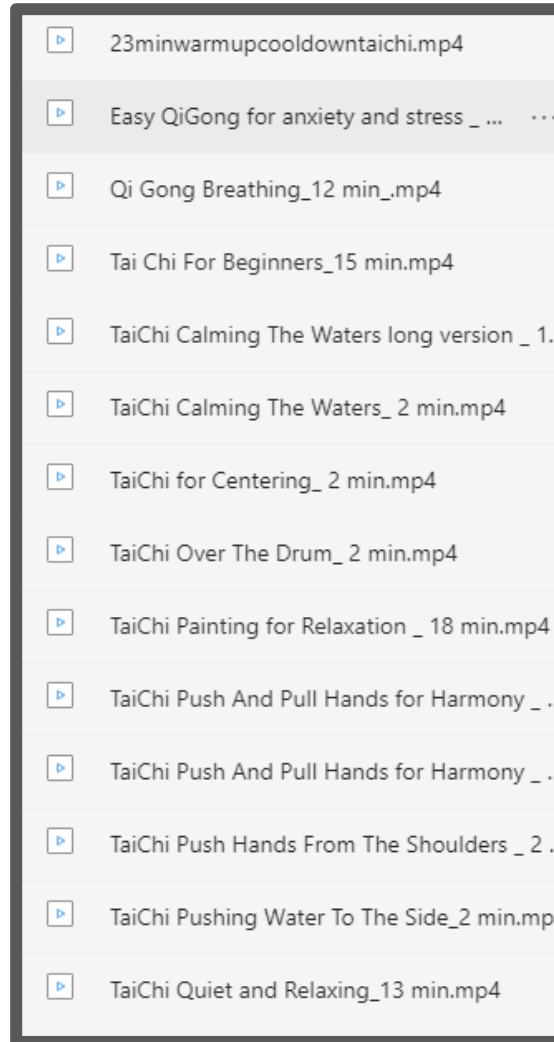 23minwarmupcooldowntaichi.mp4
Easy QiGong for anxiety and stress _ ... ...
Qi Gong Breathing_12 min_.mp4
Tai Chi For Beginners_15 min.mp4
TaiChi Calming The Waters long version _ 1.
TaiChi Calming The Waters_ 2 min.mp4
TaiChi for Centering_ 2 min.mp4
TaiChi Over The Drum_ 2 min.mp4
TaiChi Painting for Relaxation _ 18 min.mp4
TaiChi Push And Pull Hands for Harmony _ .
TaiChi Push And Pull Hands for Harmony _ .
TaiChi Push Hands From The Shoulders _ 2 .
TaiChi Pushing Water To The Side_2 min.mp
TaiChi Quiet and Relaxing_13 min.mp4